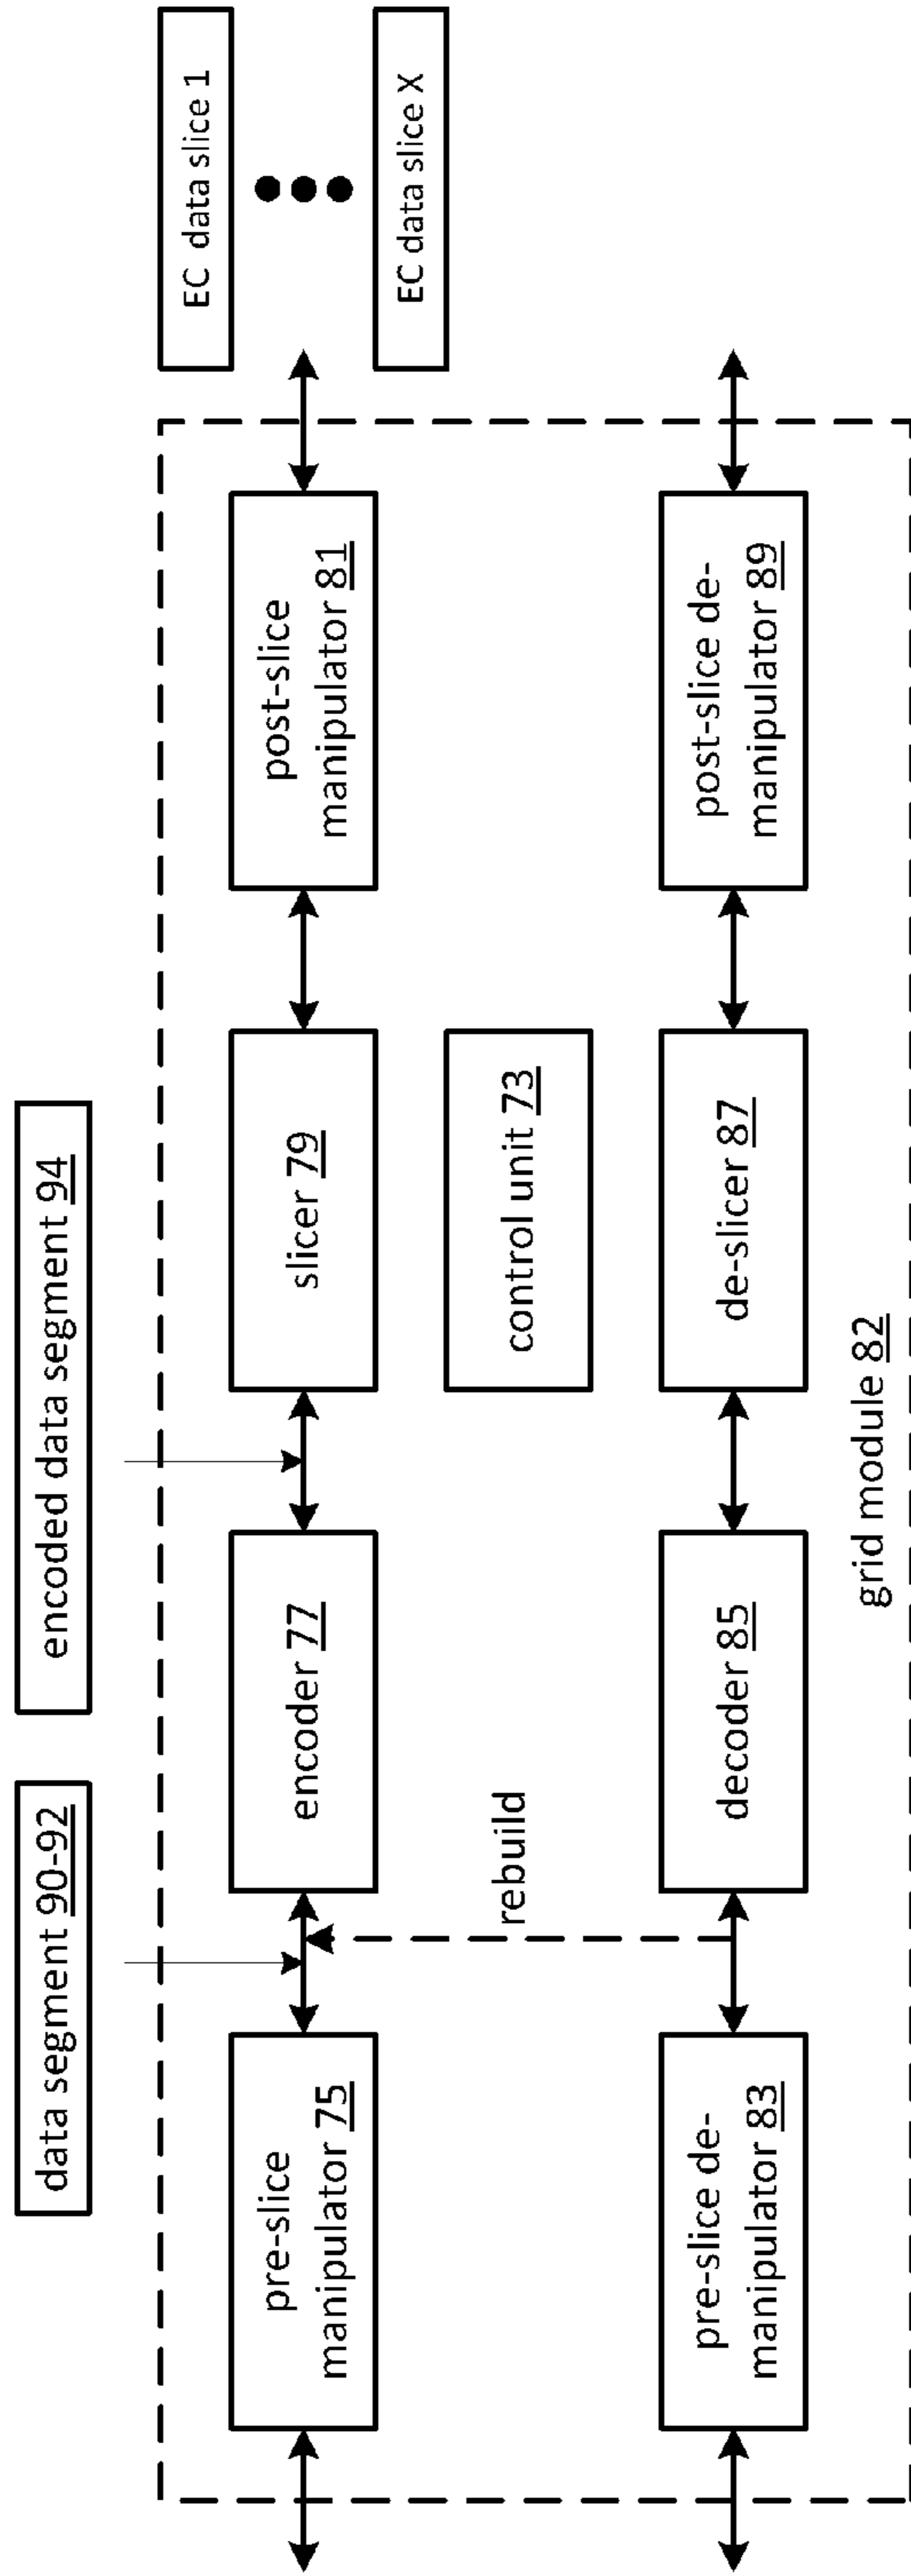 data segment 90-92
encoded data segment 94
pre-slice
manipulator 75
encoder 77
slicer 79
post-slice
manipulator 81
EC data slice 1
EC data slice X
rebuild
control unit 73
pre-slice de-
manipulator 83
decoder 85
de-slicer 87
post-slice de-
manipulator 89
grid module 82